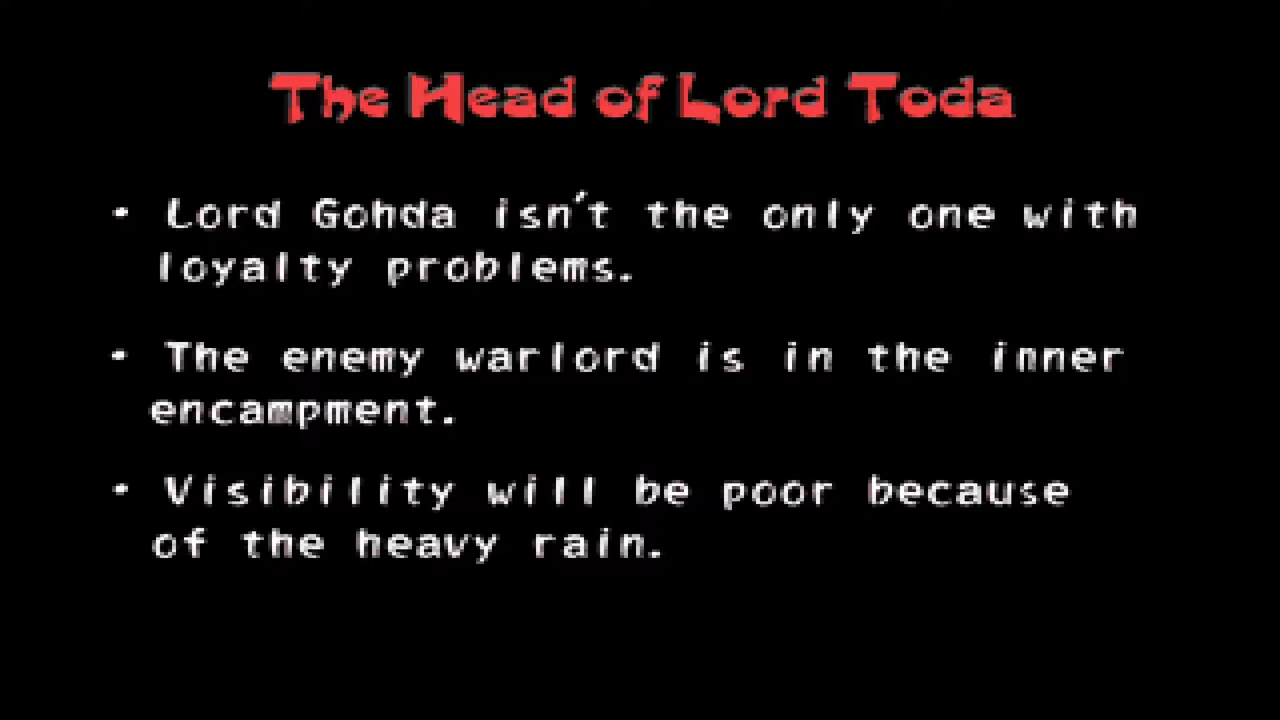 The Head of Lord Toda
• Lord Gohda isn't the only one with
loyalty problems.
• The enemy warlord is in the inner
encampment.
• Visibility will be poor because
of the heavy rain.